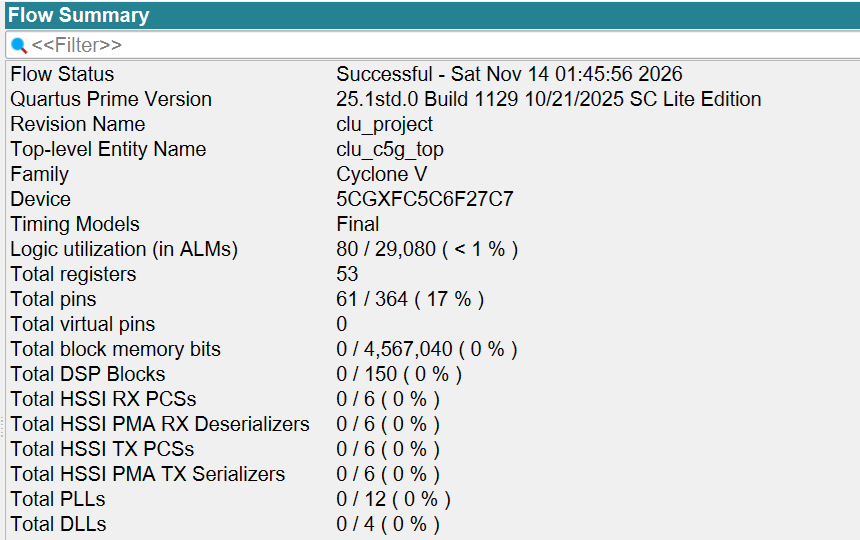 Flow Summary
<<Filter>>
Flow Status Successful - Sat Nov 14 01:45:56 2026
Quartus Prime Version 25.1std.0 Build 1129 10/21/2025 SC Lite Edition
Revision Name clu_project
Top-level Entity Name clu_c5g_top
Family Cyclone V
Device 5CGXFC5C6F27C7
Timing Models Final
Logic utilization (in ALMs) 80 / 29,080 ( < 1 % )
Total registers 53
Total pins 61 / 364 ( 17 % )
Total virtual pins 0
Total block memory bits 0 / 4,567,040 ( 0 % )
Total DSP Blocks 0 / 150 ( 0 % )
Total HSSI RX PCSs 0 / 6 ( 0 % )
Total HSSI PMA RX Deserializers 0 / 6 ( 0 % )
Total HSSI TX PCSs 0 / 6 ( 0 % )
Total HSSI PMA TX Serializers 0 / 6 ( 0 % )
Total PLLs 0 / 12 ( 0 % )
Total DLLs 0 / 4 ( 0 % )